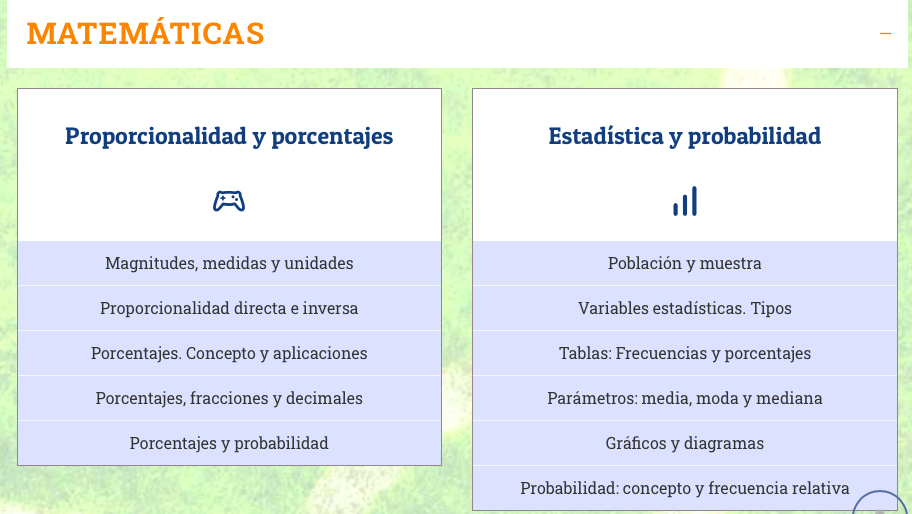 MATEMÁTICAS
Proporcionalidad y porcentajes
Magnitudes, medidas y unidades
Proporcionalidad directa e inversa
Porcentajes. Concepto y aplicaciones
Porcentajes, fracciones y decimales
Porcentajes y probabilidad
Estadística y probabilidad
Población y muestra
Variables estadísticas. Tipos
Tablas: Frecuencias y porcentajes
Parámetros: media, moda y mediana
Gráficos y diagramas
Probabilidad: concepto y frecuencia relativa